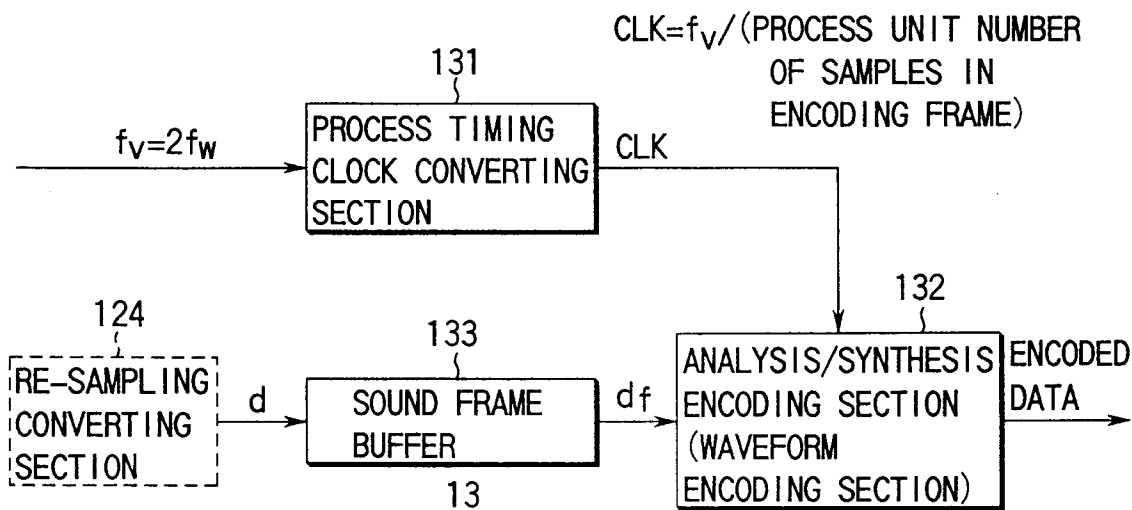 CLK=fv/(PROCESS UNIT NUMBER
OF SAMPLES IN
ENCODING FRAME)
131
fv=2fw
PROCESS TIMING
CLOCK CONVERTING
SECTION
CLK
124
RE-SAMPLING
CONVERTING
SECTION
d
133
SOUND FRAME
BUFFER
13
df
132
ANALYSIS/SYNTHESIS
ENCODING SECTION
(WAVEFORM
ENCODING SECTION)
ENCODED
DATA